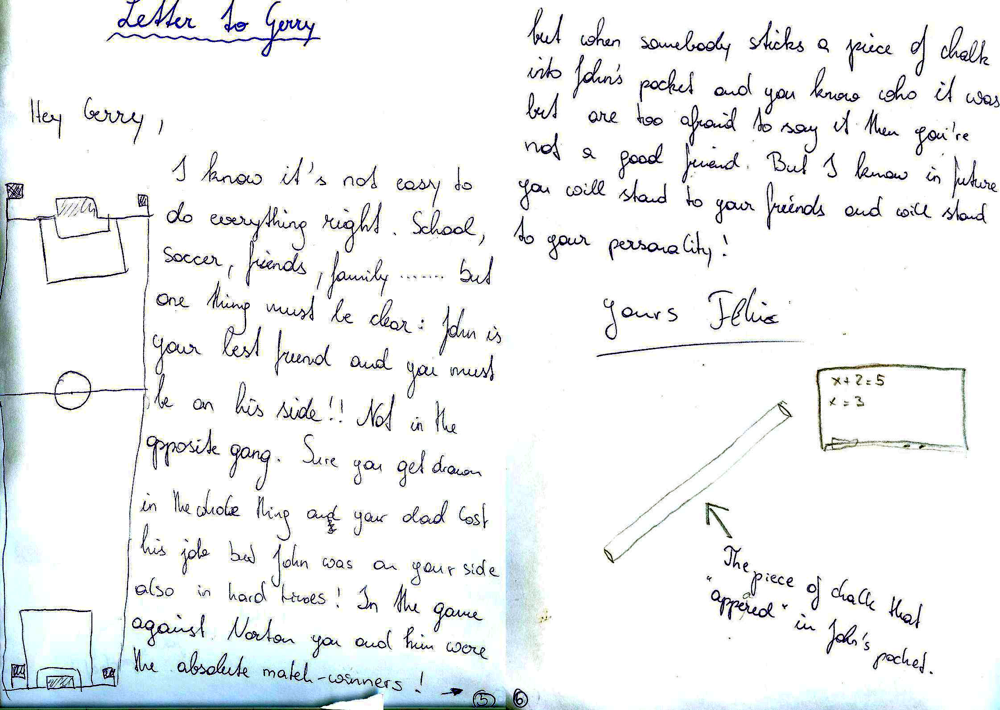 Letter to Gerry
Hey Gerry,
I know it's not easy to
do everything right. School,
soccer, friends, family ....... but
one thing must be clear: John is
your best friend and you must
be on his side!! Not in the
opposite gang. Sure you get drawn
in the whole thing and your dad lost
his job but John was on your side
also in hard times! In the game
against Norton you and him were
the absolute match-winners! →
5
but when somebody sticks a piece of chalk
into John's pocket and you know who it was
but are too afraid to say it then you're
not a good friend. But I know in future
you will stand to your friends and will stand
to your personality!
yours Felix
x+2=5
x=3
The piece of chalk that
"appeared" in John's
pocket.
6